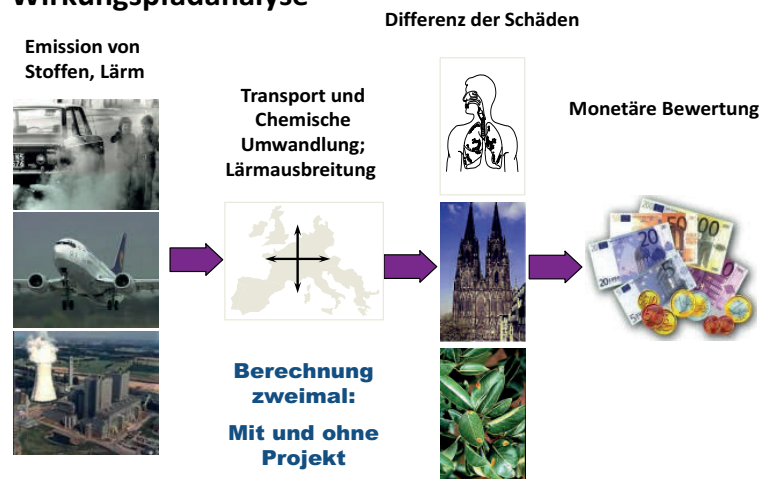 Wirkungspfadanalyse
Differenz der Schäden
Emission von
Stoffen, Lärm
Transport und
Chemische
Umwandlung;
Lärmausbreitung
Monetäre Bewertung
Berechnung
zweimal:
Mit und ohne
Projekt